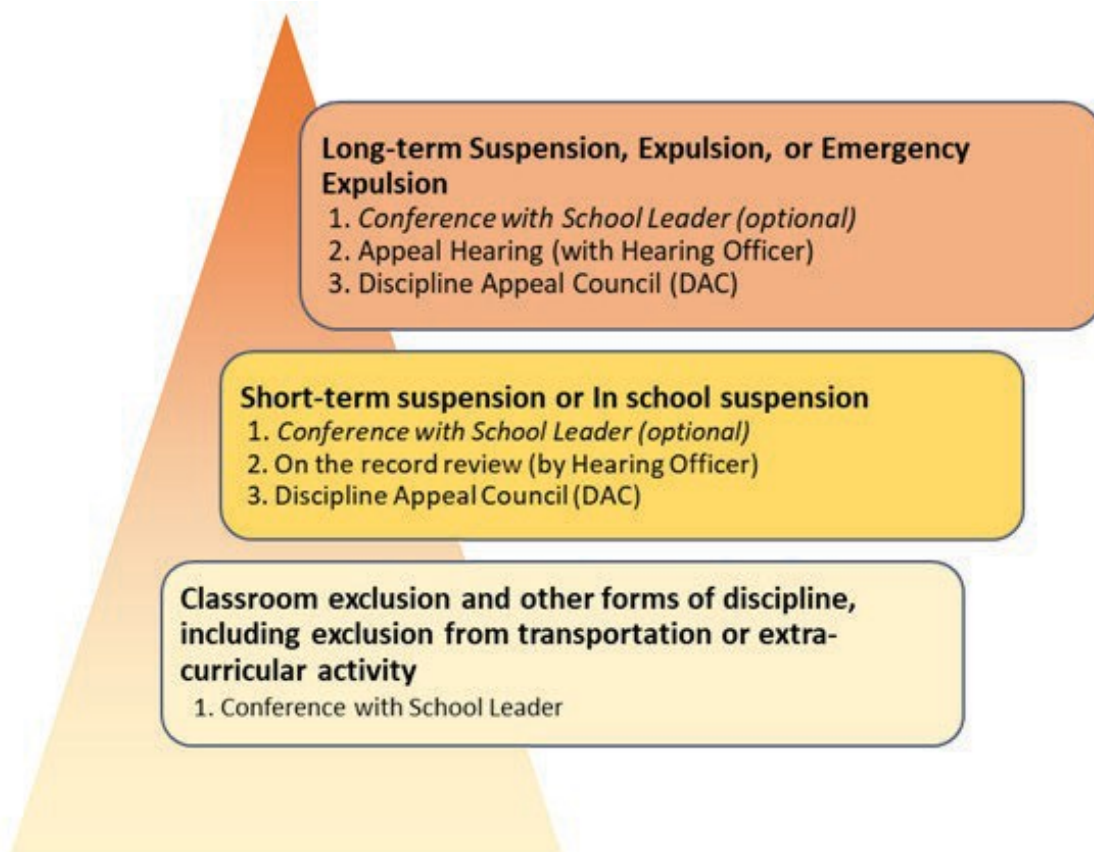 Long-term Suspension, Expulsion, or Emergency
Expulsion
1. Conference with School Leader (optional)
2. Appeal Hearing (with Hearing Officer)
3. Discipline Appeal Council (DAC)
Short-term suspension or In school suspension
1. Conference with School Leader (optional)
2. On the record review (by Hearing Officer)
3. Discipline Appeal Council (DAC)
Classroom exclusion and other forms of discipline,
including exclusion from transportation or extra-
curricular activity
1. Conference with School Leader